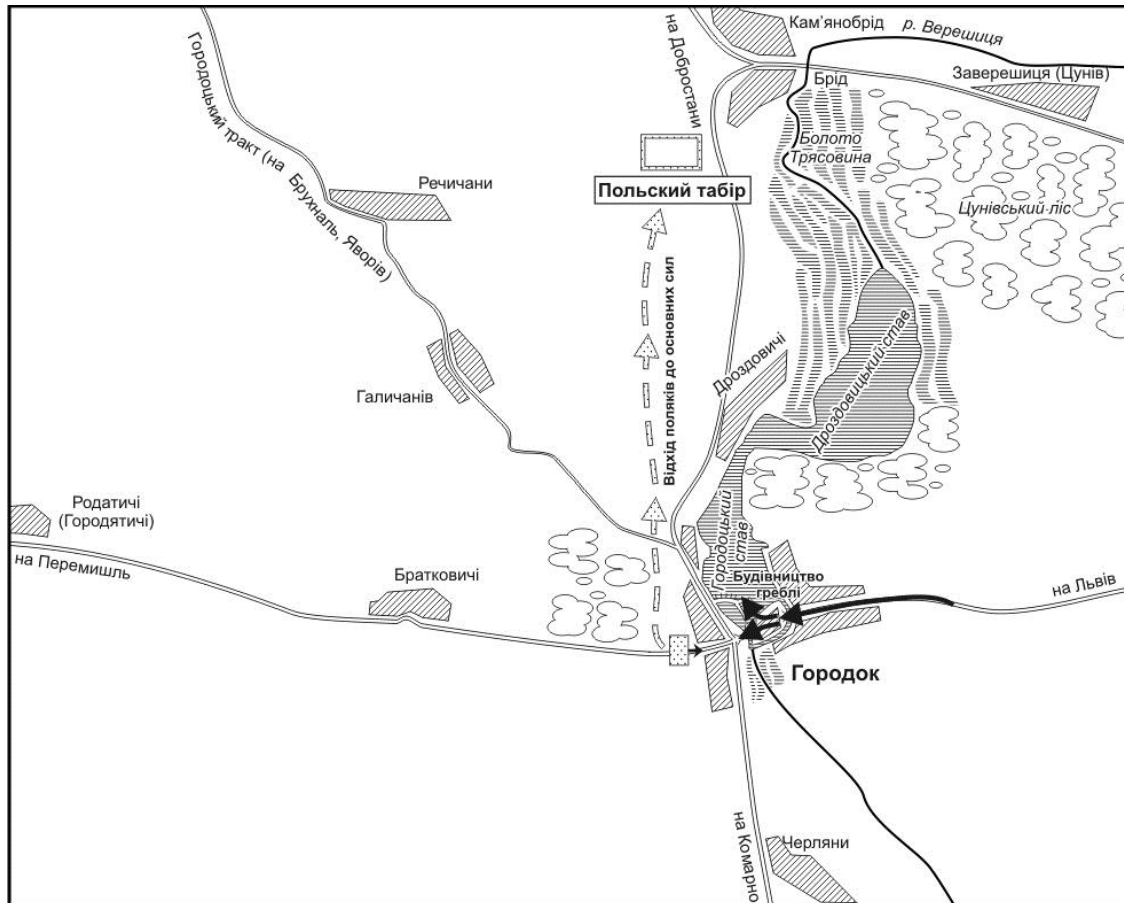 Кам’янобрід
р. Верешиця
на Добростани
Заверешиця (Цунів)
Брід
Городоцький тракт (на Брухналь, Яворів)
Болото
Трясовина
Речичани
Польский табір
Цунівський ліс
Відхід поляків до основних сил
Дроздовичі
Дроздовицький став
Галичанів
Родатичі
(Городятичі)
на Перемишль
Братковичі
Городоцький
став
Будівництво
греблі
на Львів
Городок
на Комарно
Черляни